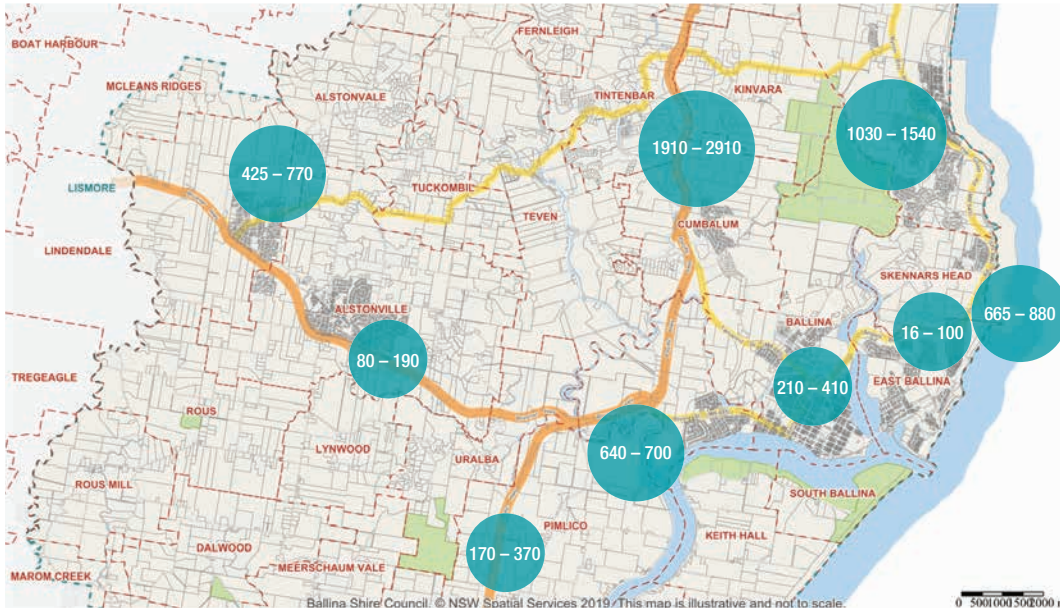 FERNLEIGH
BOAT HARBOUR
MCLEANS RIDGES
ALSTONVALE
TINTENBAR
KINVARA
1030 – 1540
1910 – 2910
425 – 770
LISMORE
TUCKOMBIL
TEVEN
CUMBALUM
LINDENDALE
SKENNARS HEAD
ALSTONVILLE
BALLINA
665 – 880
16 – 100
80 – 190
TREGEAGLE
210 – 410
EAST BALLINA
ROUS
LYNWOOD
URALBA
640 – 700
ROUS MILL
SOUTH BALLINA
PIMLICO
KEITH HALL
DALWOOD
170 – 370
MEERSCHAUM VALE
MAROM CREEK
Ballina Shire Council. © NSW Spatial Services 2019. This map is illustrative and not to scale.
0 500 1000 1500 2000